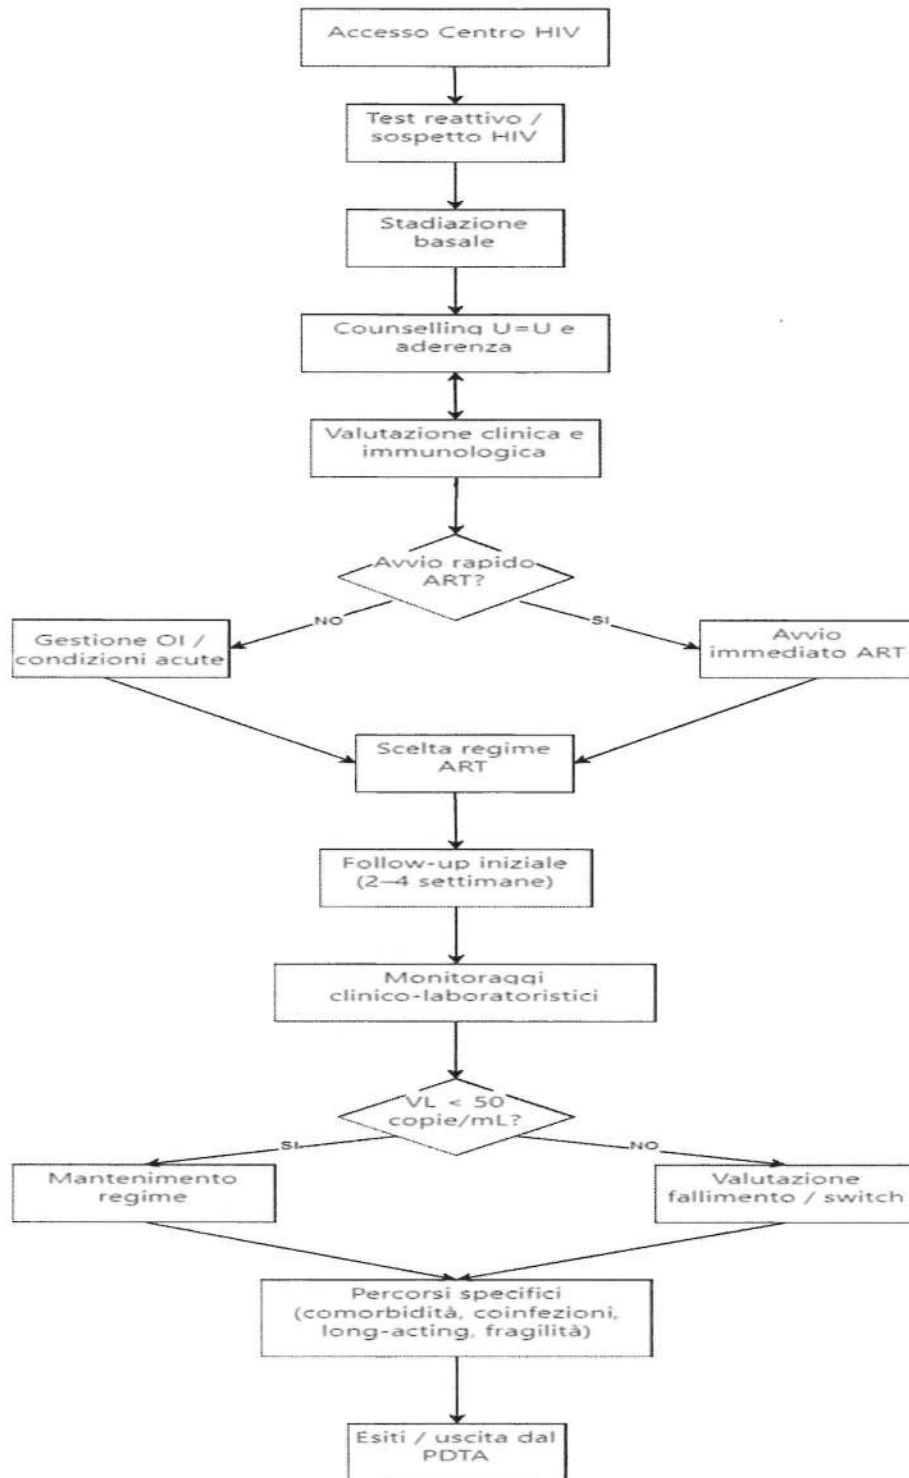 Accesso Centro HIV
Test reattivo /
sospetto HIV
Stadiazione
basale
Counselling U=U e
aderenza
Valutazione clinica e
immunologica
Avvio rapido
ART?
NO
SI
Gestione OI /
condizioni acute
Avvio
immediato ART
Scelta regime
ART
Follow-up iniziale
(2–4 settimane)
Monitoraggi
clinico-laboratoristici
VL < 50
copie/mL?
SI
NO
Mantenimento
regime
Valutazione
fallimento / switch
Percorsi specifici
(comorbidità, coinfezioni,
long-acting, fragilità)
Esiti / uscita dal
PDTA